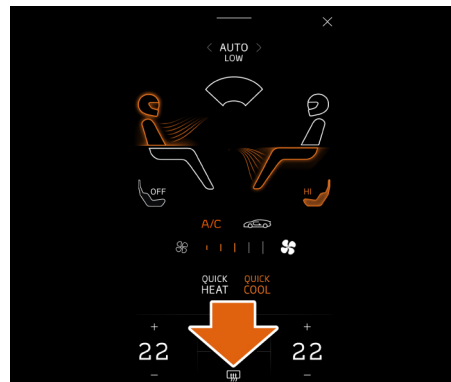 AUTO
LOW
OFF
HI
A/C
QUICK HEAT
QUICK COOL
22
22